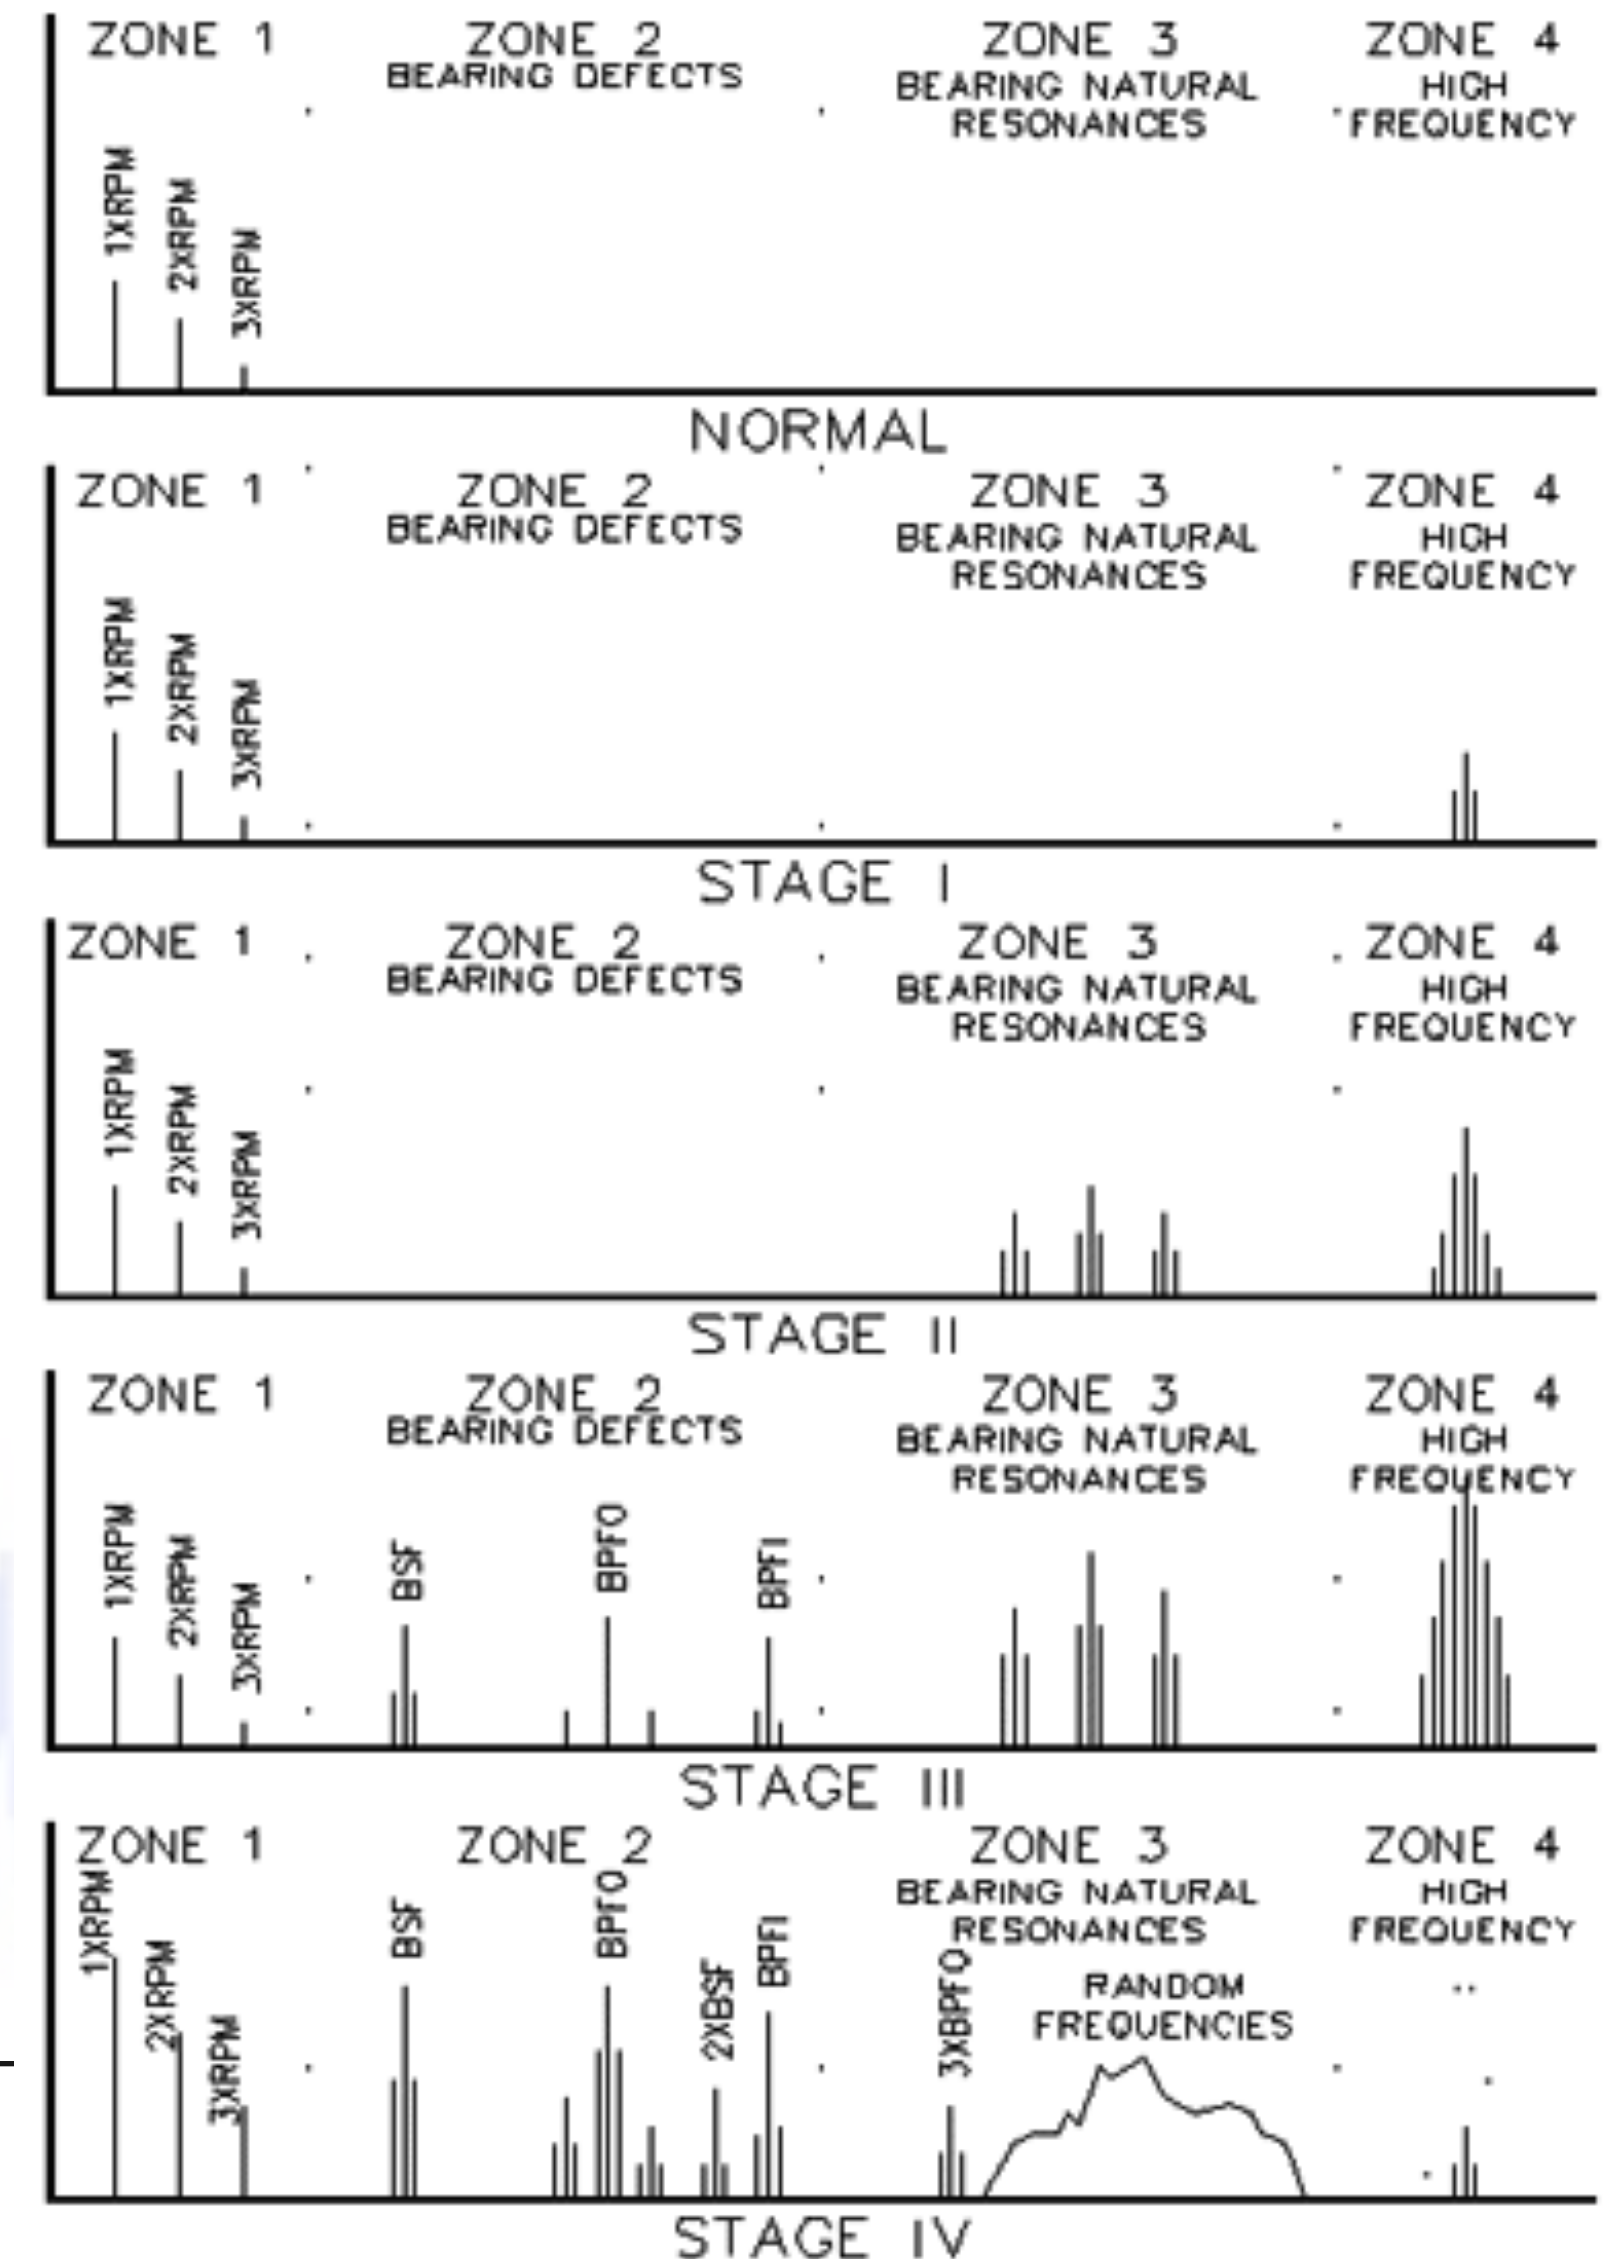 ZONE 1
ZONE 2
ZONE 3
ZONE 4
BEARING DEFECTS
BEARING NATURAL
RESONANCES
HIGH
FREQUENCY
1XRPM
2XRPM
3XRPM
NORMAL
ZONE 1
ZONE 2
ZONE 3
ZONE 4
BEARING DEFECTS
BEARING NATURAL
RESONANCES
HIGH
FREQUENCY
1XRPM
2XRPM
3XRPM
STAGE I
ZONE 1
ZONE 2
ZONE 3
ZONE 4
BEARING DEFECTS
BEARING NATURAL
RESONANCES
HIGH
FREQUENCY
1XRPM
2XRPM
3XRPM
STAGE II
ZONE 1
ZONE 2
ZONE 3
ZONE 4
BEARING DEFECTS
BEARING NATURAL
RESONANCES
HIGH
FREQUENCY
1XRPM
2XRPM
3XRPM
BSF
BPFO
BPFI
STAGE III
ZONE 1
ZONE 2
ZONE 3
ZONE 4
BEARING NATURAL
RESONANCES
HIGH
FREQUENCY
1XRPM
2XRPM
3XRPM
BSF
BPFO
2XBSF
BPFI
3XBPFO
RANDOM
FREQUENCIES
STAGE IV